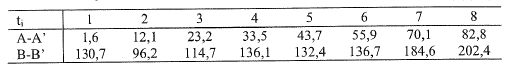 tᵢ 1 2 3 4 5 6 7 8
A-A' 1,6 12,1 23,2 33,5 43,7 55,9 70,1 82,8
B-B' 130,7 96,2 114,7 136,1 132,4 136,7 184,6 202,4